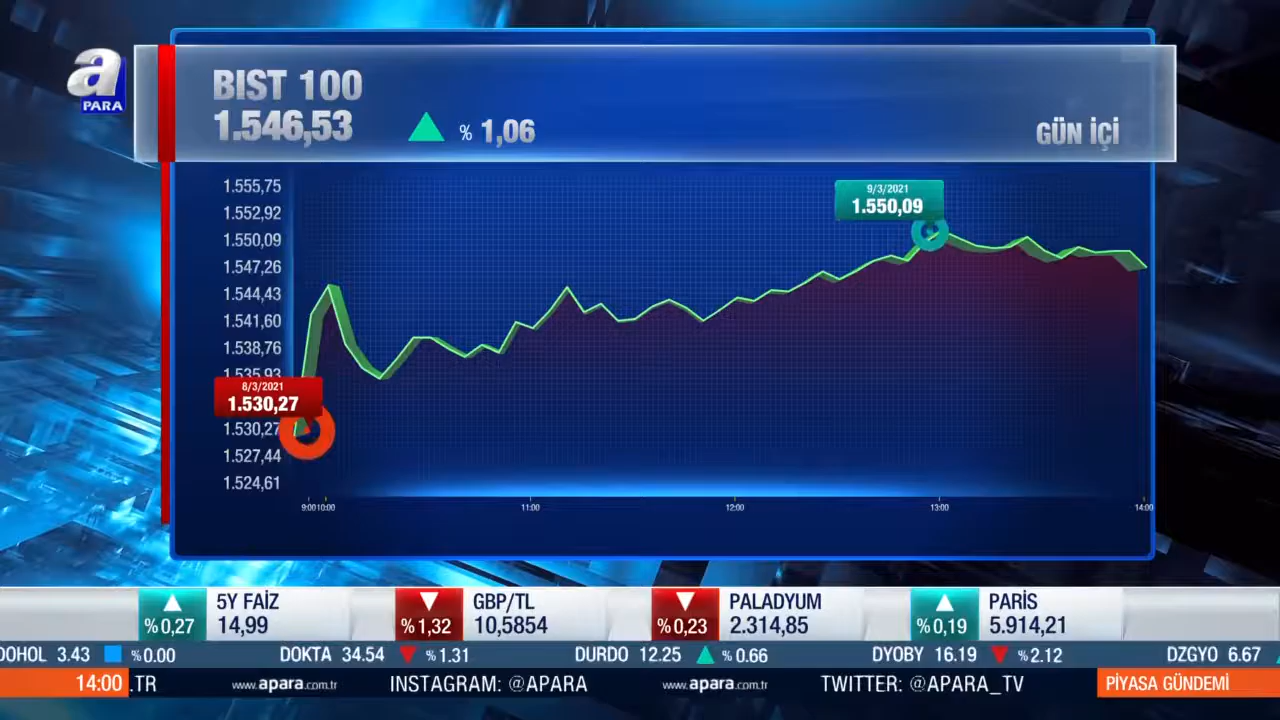 a
PARA
BIST 100
1.546,53
% 1,06
GÜN İÇİ
1.555,75
1.552,92
1.550,09
1.547,26
1.544,43
1.541,60
1.538,76
1.535,93
1.530,27
1.527,44
1.524,61
9/3/2021
1.550,09
8/3/2021
1.530,27
9:00 10:00 11:00 12:00 13:00 14:00
% 0,27 5Y FAİZ 14,99
% 1,32 GBP/TL 10,5854
% 0,23 PALADYUM 2.314,85
% 0,19 PARİS 5.914,21
DOHOL 3.43 % 0.00 DOKTA 34.54 % 1.31 DURDO 12.25 % 0.66 DYOBY 16.19 % 2.12 DZGYO 6.67
14:00 .TR www.apara.com.tr INSTAGRAM: @APARA www.apara.com.tr TWITTER: @APARA_TV PİYASA GÜNDEMİ